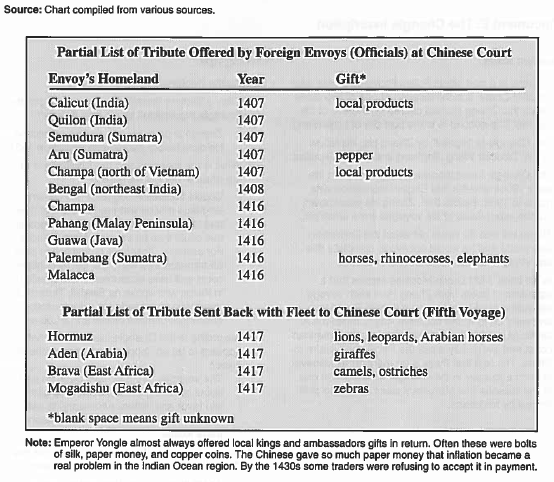 Source: Chart compiled from various sources.
Partial List of Tribute Offered by Foreign Envoys (Officials) at Chinese Court
Envoy's Homeland Year Gift*
Calicut (India) 1407 local products
Quilon (India) 1407
Semudura (Sumatra) 1407
Aru (Sumatra) 1407 pepper
Champa (north of Vietnam) 1407 local products
Bengal (northeast India) 1408
Champa 1416
Pahang (Malay Peninsula) 1416
Guawa (Java) 1416
Palembang (Sumatra) 1416 horses, rhinoceroses, elephants
Malacca 1416
Partial List of Tribute Sent Back with Fleet to Chinese Court (Fifth Voyage)
Hormuz 1417 lions, leopards, Arabian horses
Aden (Arabia) 1417 giraffes
Brava (East Africa) 1417 camels, ostriches
Mogadishu (East Africa) 1417 zebras
*blank space means gift unknown
Note: Emperor Yongle almost always offered local kings and ambassadors gifts in return. Often these were bolts
of silk, paper money, and copper coins. The Chinese gave so much paper money that inflation became a
real problem in the Indian Ocean region. By the 1430s some traders were refusing to accept it in payment.